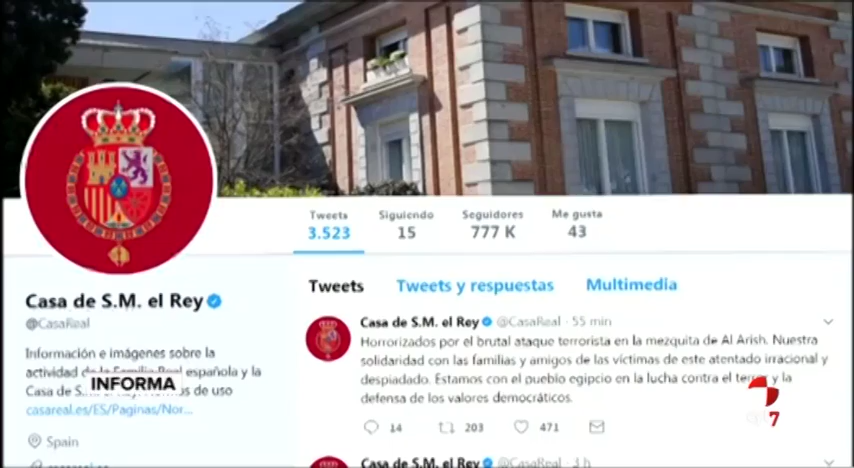 Tweets Siguiendo Seguidores Me gusta
3.523 15 777 K 43
Tweets Tweets y respuestas Multimedia
Casa de S.M. el Rey
@CasaReal
Información e imágenes sobre la
actividad de la Familia Real española y la
Casa de S.M. el Rey. Normas de uso
casareal.es/ES/Paginas/Nor...
Spain
INFORMA
Casa de S.M. el Rey @CasaReal · 55 min
Horrorizados por el brutal ataque terrorista en la mezquita de Al Arish. Nuestra
solidaridad con las familias y amigos de las víctimas de este atentado irracional y
despiadado. Estamos con el pueblo egipcio en la lucha contra el terror y la
defensa de los valores democráticos.
14 203 471
Casa de S.M. el Rey @CasaReal · 1 h
7